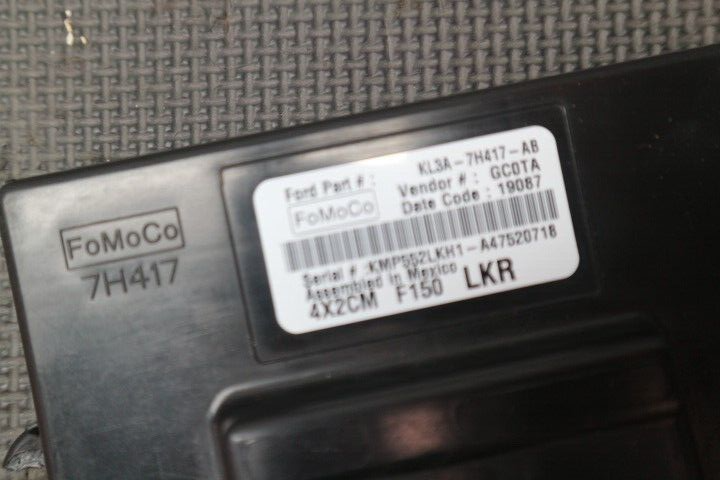 FoMoCo
7H417
Ford Part #: KL3A-7H417-AB
FoMoCo Vendor #: GC0TA
Date Code: 19087
Serial #: KMP552LKH1-A47520718
Assembled in Mexico
4X2CM F150 LKR